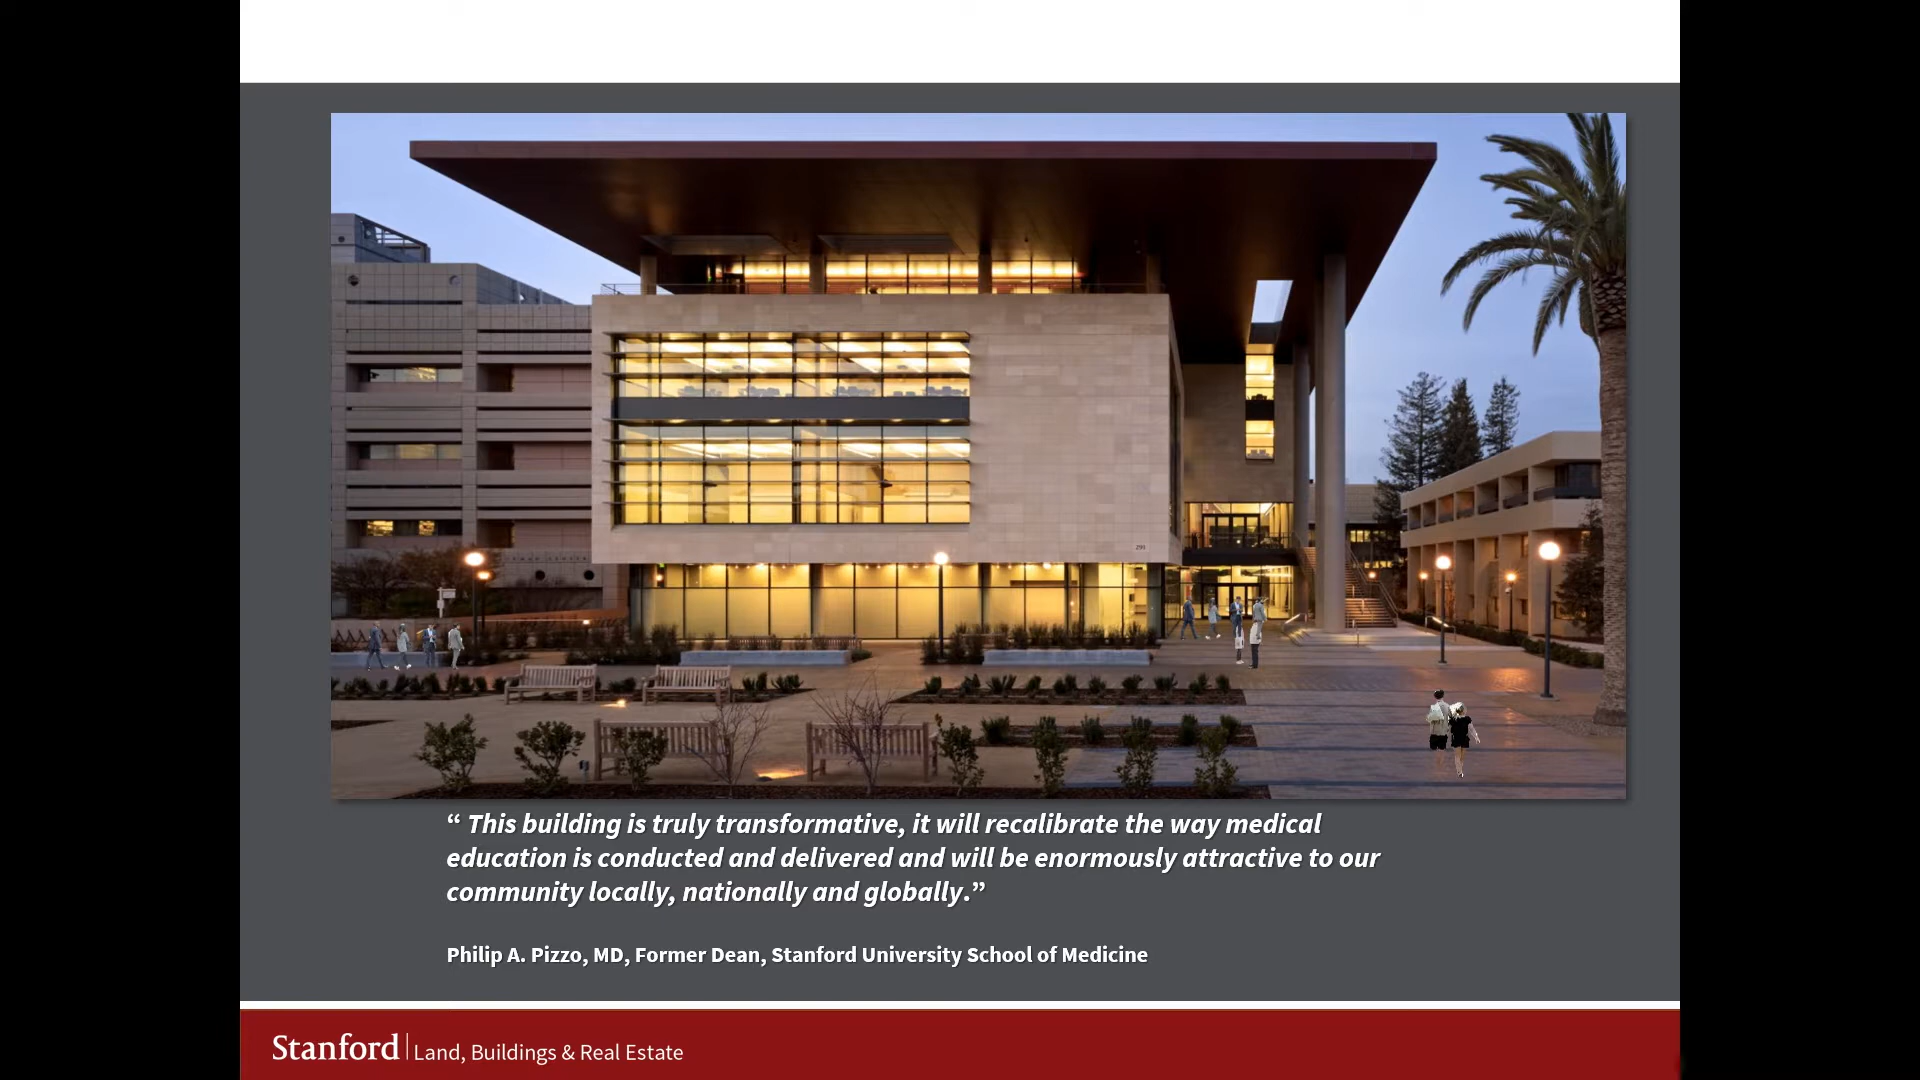 291
“ This building is truly transformative, it will recalibrate the way medical
education is conducted and delivered and will be enormously attractive to our
community locally, nationally and globally.”
Philip A. Pizzo, MD, Former Dean, Stanford University School of Medicine
Stanford | Land, Buildings & Real Estate